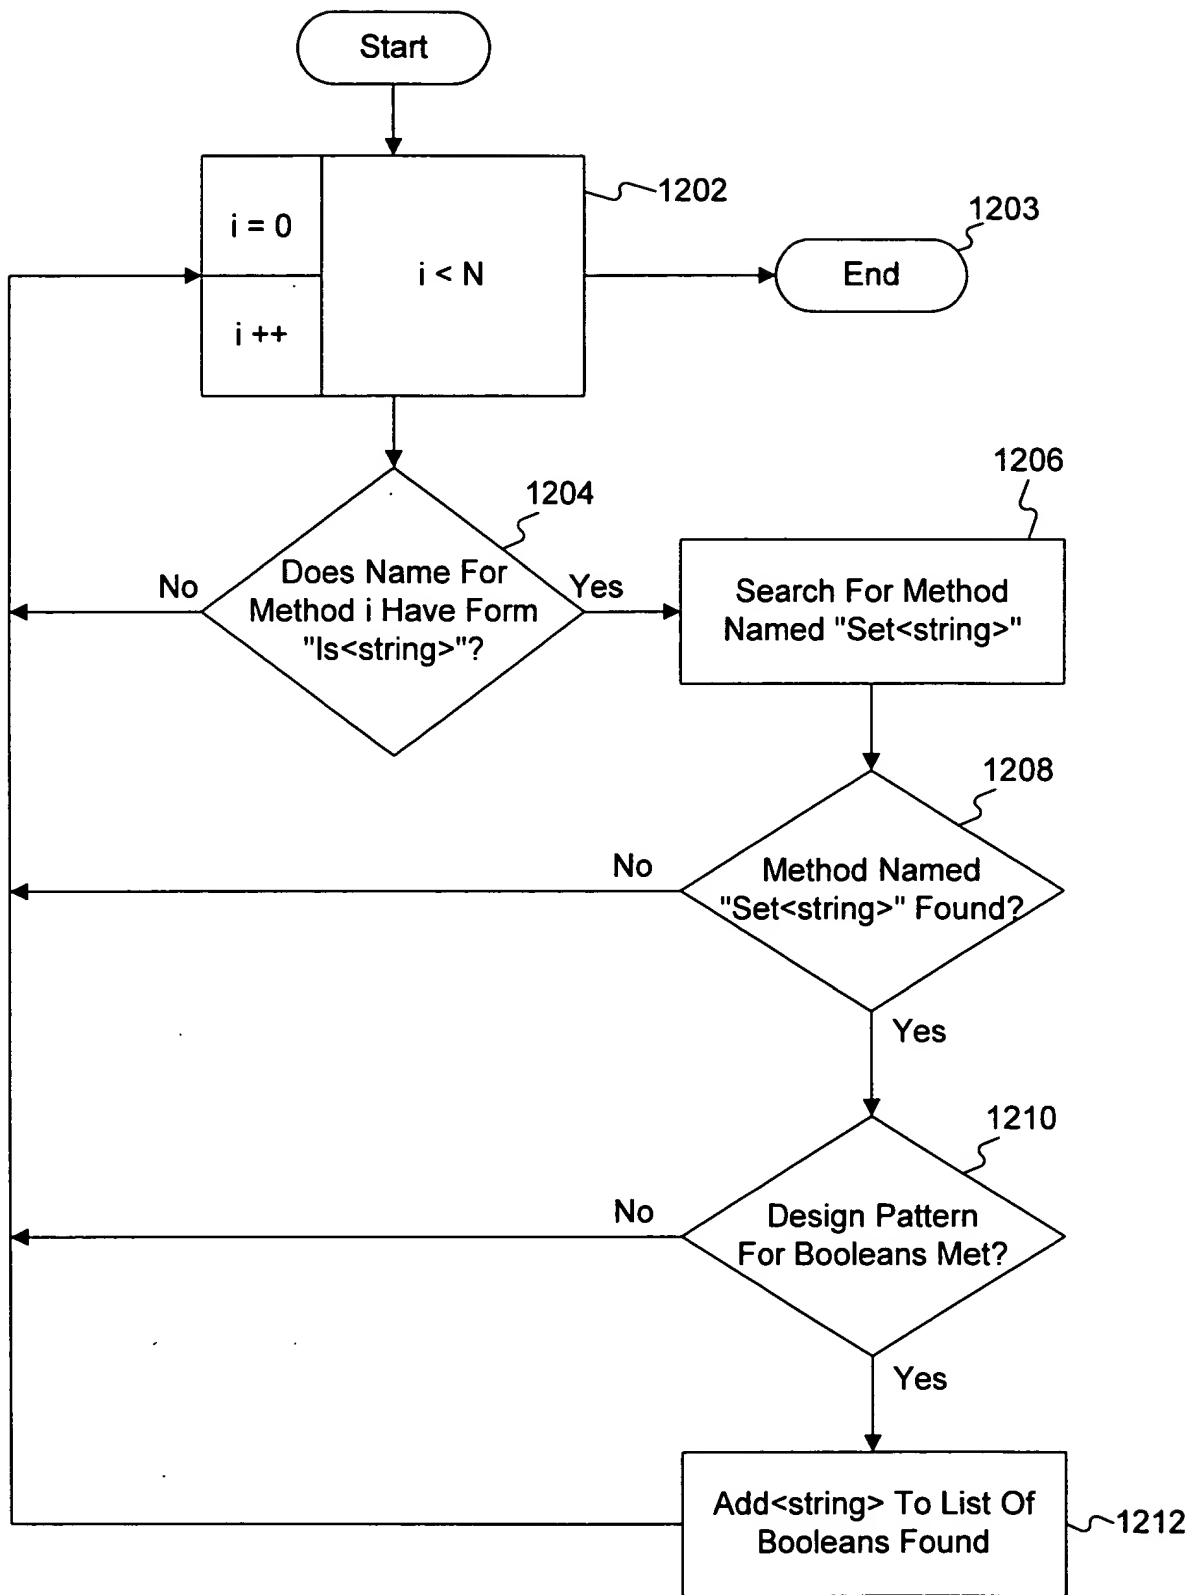 Start
1202
i = 0
i < N
i ++
1203
End
1204
Does Name For
Method i Have Form
"Is<string>"?
No
Yes
1206
Search For Method
Named "Set<string>"
1208
Method Named
"Set<string>" Found?
No
Yes
1210
Design Pattern
For Booleans Met?
No
Yes
Add<string> To List Of
Booleans Found
1212